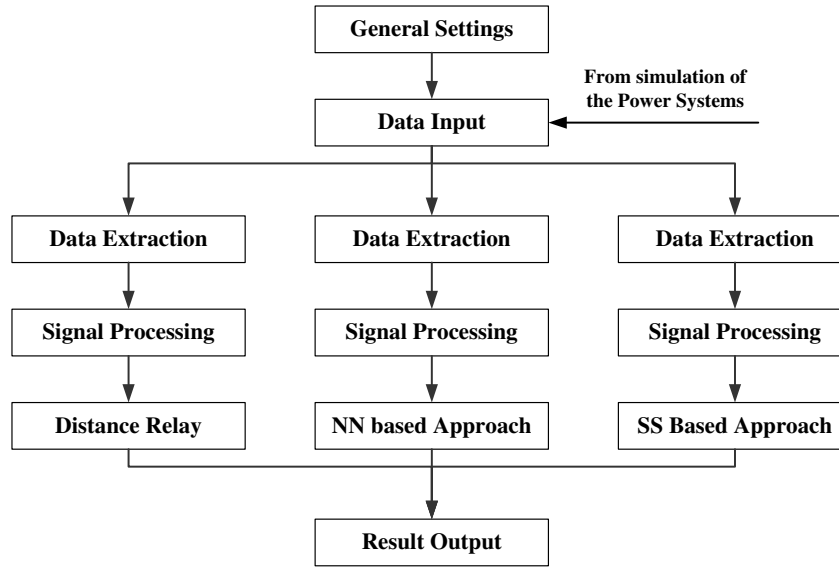 General Settings
From simulation of
the Power Systems
Data Input
Data Extraction
Data Extraction
Data Extraction
Signal Processing
Signal Processing
Signal Processing
Distance Relay
NN based Approach
SS Based Approach
Result Output